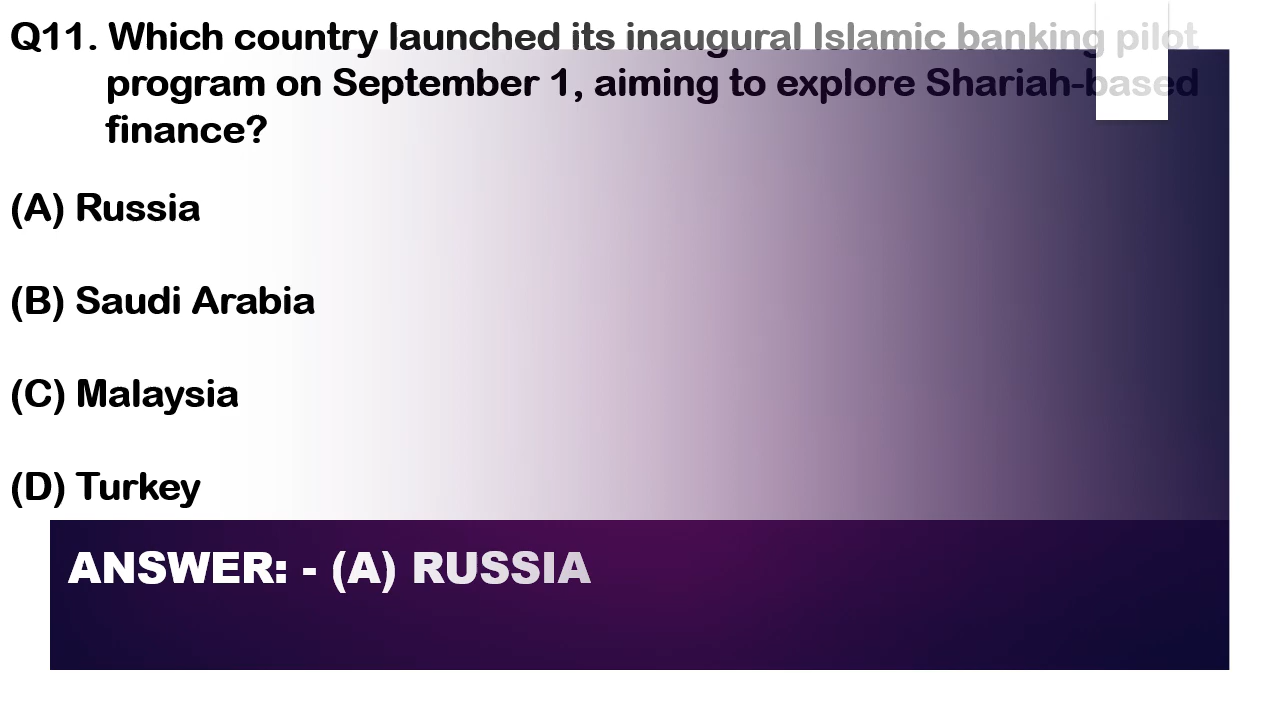 Q11. Which country launched its inaugural Islamic banking pilot
program on September 1, aiming to explore Shariah-based
finance?
(A) Russia
(B) Saudi Arabia
(C) Malaysia
(D) Turkey
ANSWER: - (A) RUSSIA